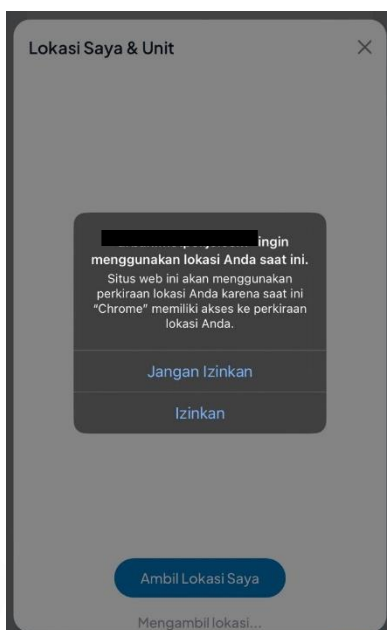 Lokasi Saya & Unit
ingin
menggunakan lokasi Anda saat ini.
Situs web ini akan menggunakan
perkiraan lokasi Anda karena saat ini
“Chrome” memiliki akses ke perkiraan
lokasi Anda.
Jangan Izinkan
Izinkan
Ambil Lokasi Saya
Mengambil lokasi...